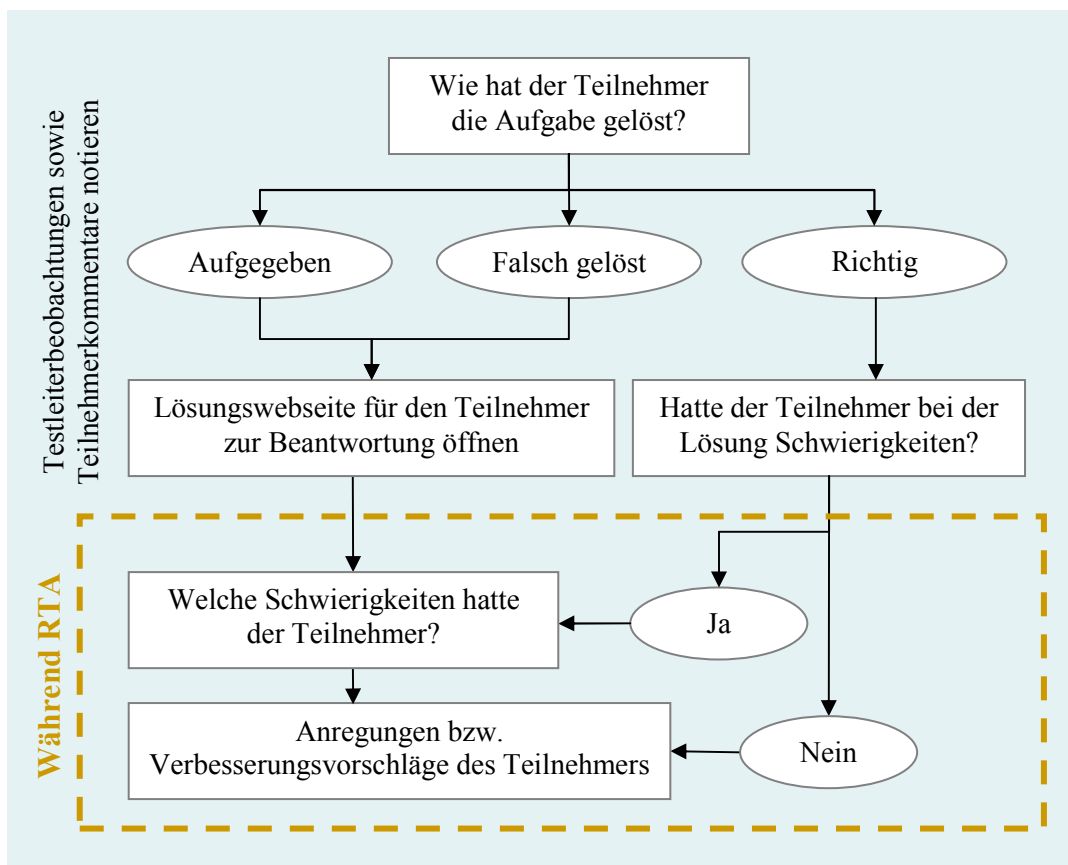 Testleiterbeobachtungen sowie
Teilnehmerkommentare notieren
Wie hat der Teilnehmer
die Aufgabe gelöst?
Aufgegeben
Falsch gelöst
Richtig
Lösungswebseite für den Teilnehmer
zur Beantwortung öffnen
Hatte der Teilnehmer bei der
Lösung Schwierigkeiten?
Während RTA
Welche Schwierigkeiten hatte
der Teilnehmer?
Ja
Anregungen bzw.
Verbesserungsvorschläge des Teilnehmers
Nein